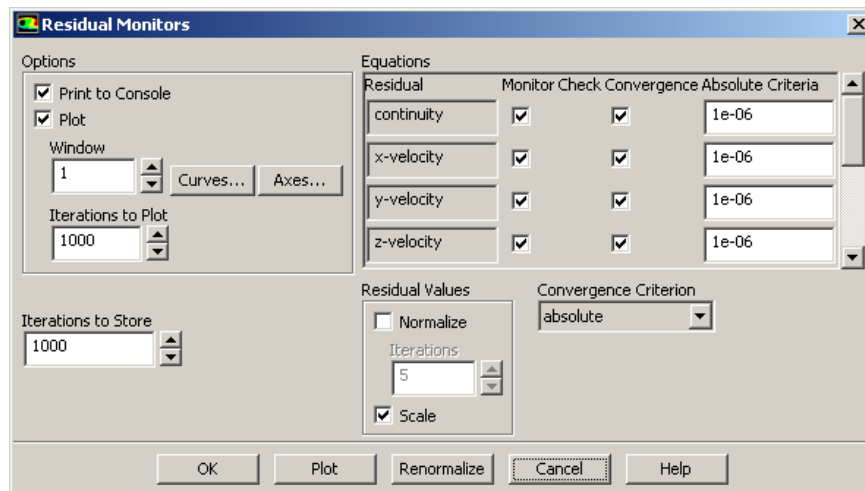 Residual Monitors
Options
Print to Console
Plot
Window
1
Curves... Axes...
Iterations to Plot
1000
Iterations to Store
1000
Equations
Residual Monitor Check Convergence Absolute Criteria
continuity 1e-06
x-velocity 1e-06
y-velocity 1e-06
z-velocity 1e-06
Residual Values
Normalize
Iterations
5
Scale
Convergence Criterion
absolute
OK Plot Renormalize Cancel Help